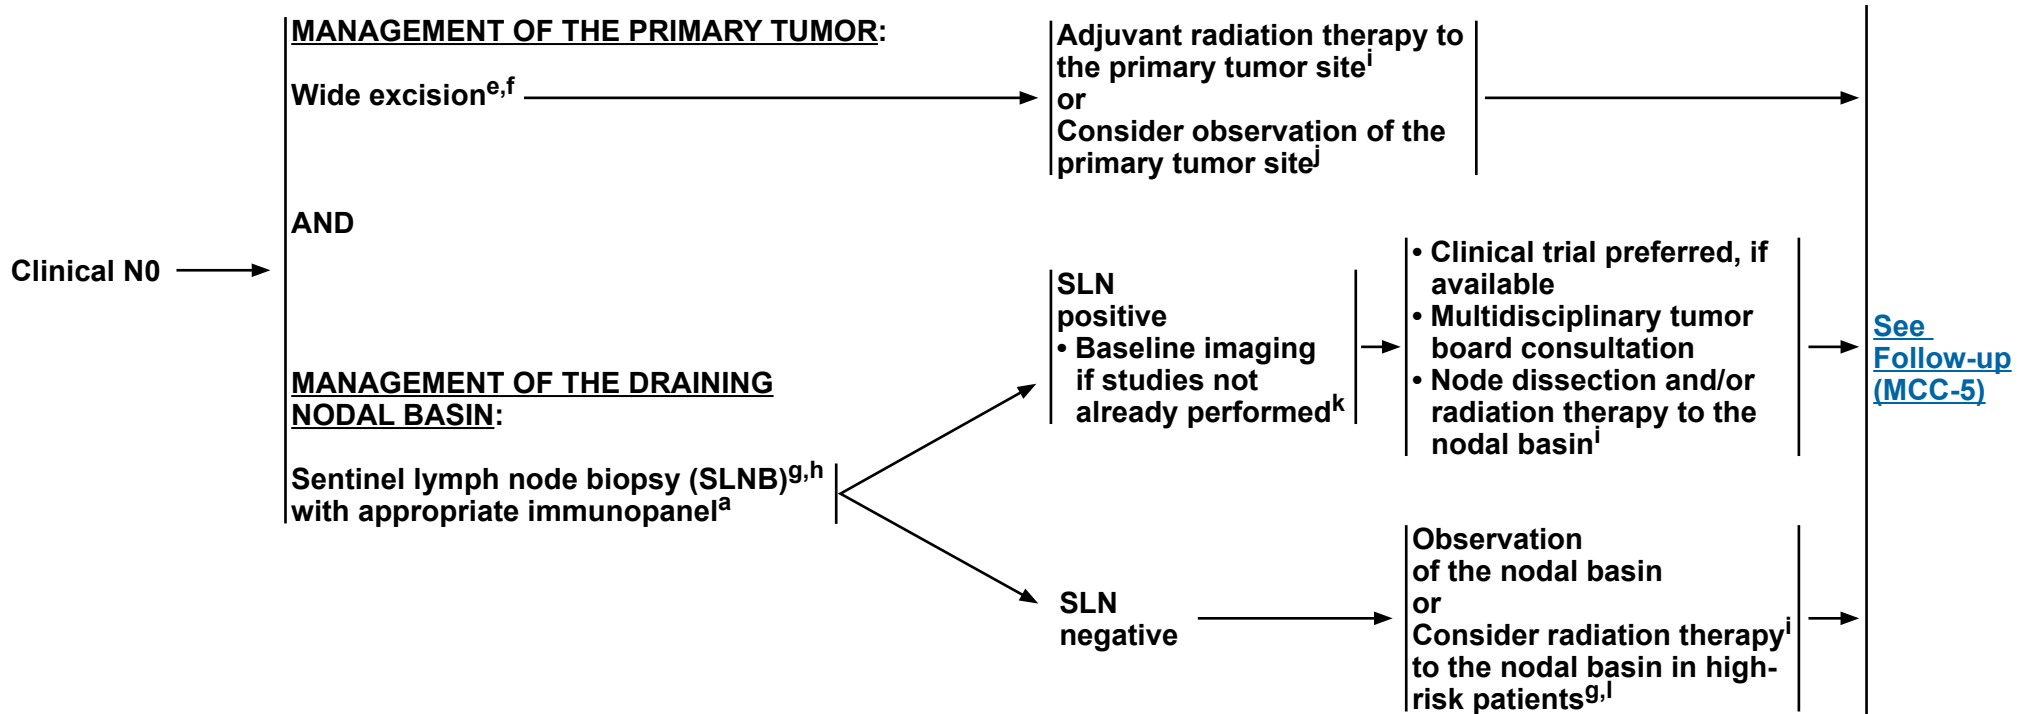 MANAGEMENT OF THE PRIMARY TUMOR:
Wide excisione,f
Adjuvant radiation therapy to
the primary tumor sitei
or
Consider observation of the
primary tumor sitej
AND
Clinical N0
MANAGEMENT OF THE DRAINING
NODAL BASIN:
Sentinel lymph node biopsy (SLNB)g,h
with appropriate immunopanela
SLN
positive
• Baseline imaging
if studies not
already performedk
• Clinical trial preferred, if
available
• Multidisciplinary tumor
board consultation
• Node dissection and/or
radiation therapy to the
nodal basini
SLN
negative
Observation
of the nodal basin
or
Consider radiation therapyi
to the nodal basin in high-
risk patientsg,l
See
Follow-up
(MCC-5)